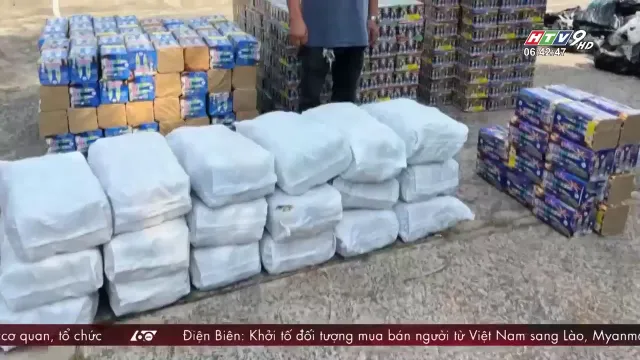 HTV9 HD
06:42:47
cơ quan, tổ chức 60 Điện Biên: Khởi tố đối tượng mua bán người từ Việt Nam sang Lào, Myanm